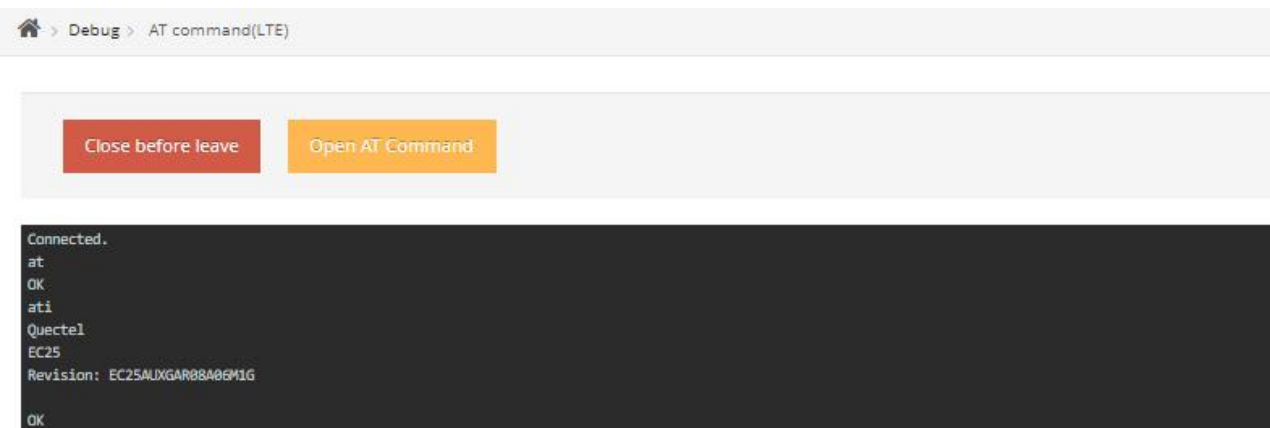 > Debug > AT command(LTE)
Close before leave
Open AT Command
Connected.
at
OK
ati
Quectel
EC25
Revision: EC25AUXGAR08A06M1G
OK